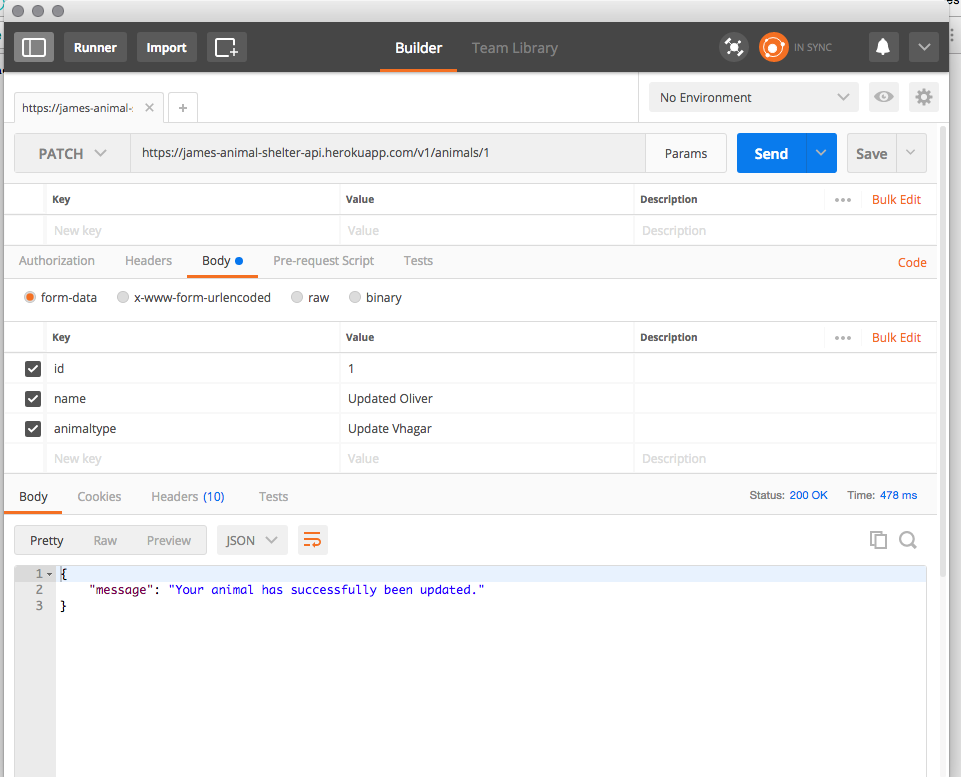 es
Runner Import Builder Team Library IN SYNC
https://james-animal-s + No Environment
PATCH https://james-animal-shelter-api.herokuapp.com/v1/animals/1 Params Send Save
Key Value Description ••• Bulk Edit
New key Value Description
Authorization Headers Body Pre-request Script Tests Code
form-data x-www-form-urlencoded raw binary
Key Value Description ••• Bulk Edit
id 1
name Updated Oliver
animaltype Update Vhagar
New key Value Description
Body Cookies Headers (10) Tests Status: 200 OK Time: 478 ms
Pretty Raw Preview JSON
1 {
2 "message": "Your animal has successfully been updated."
3 }